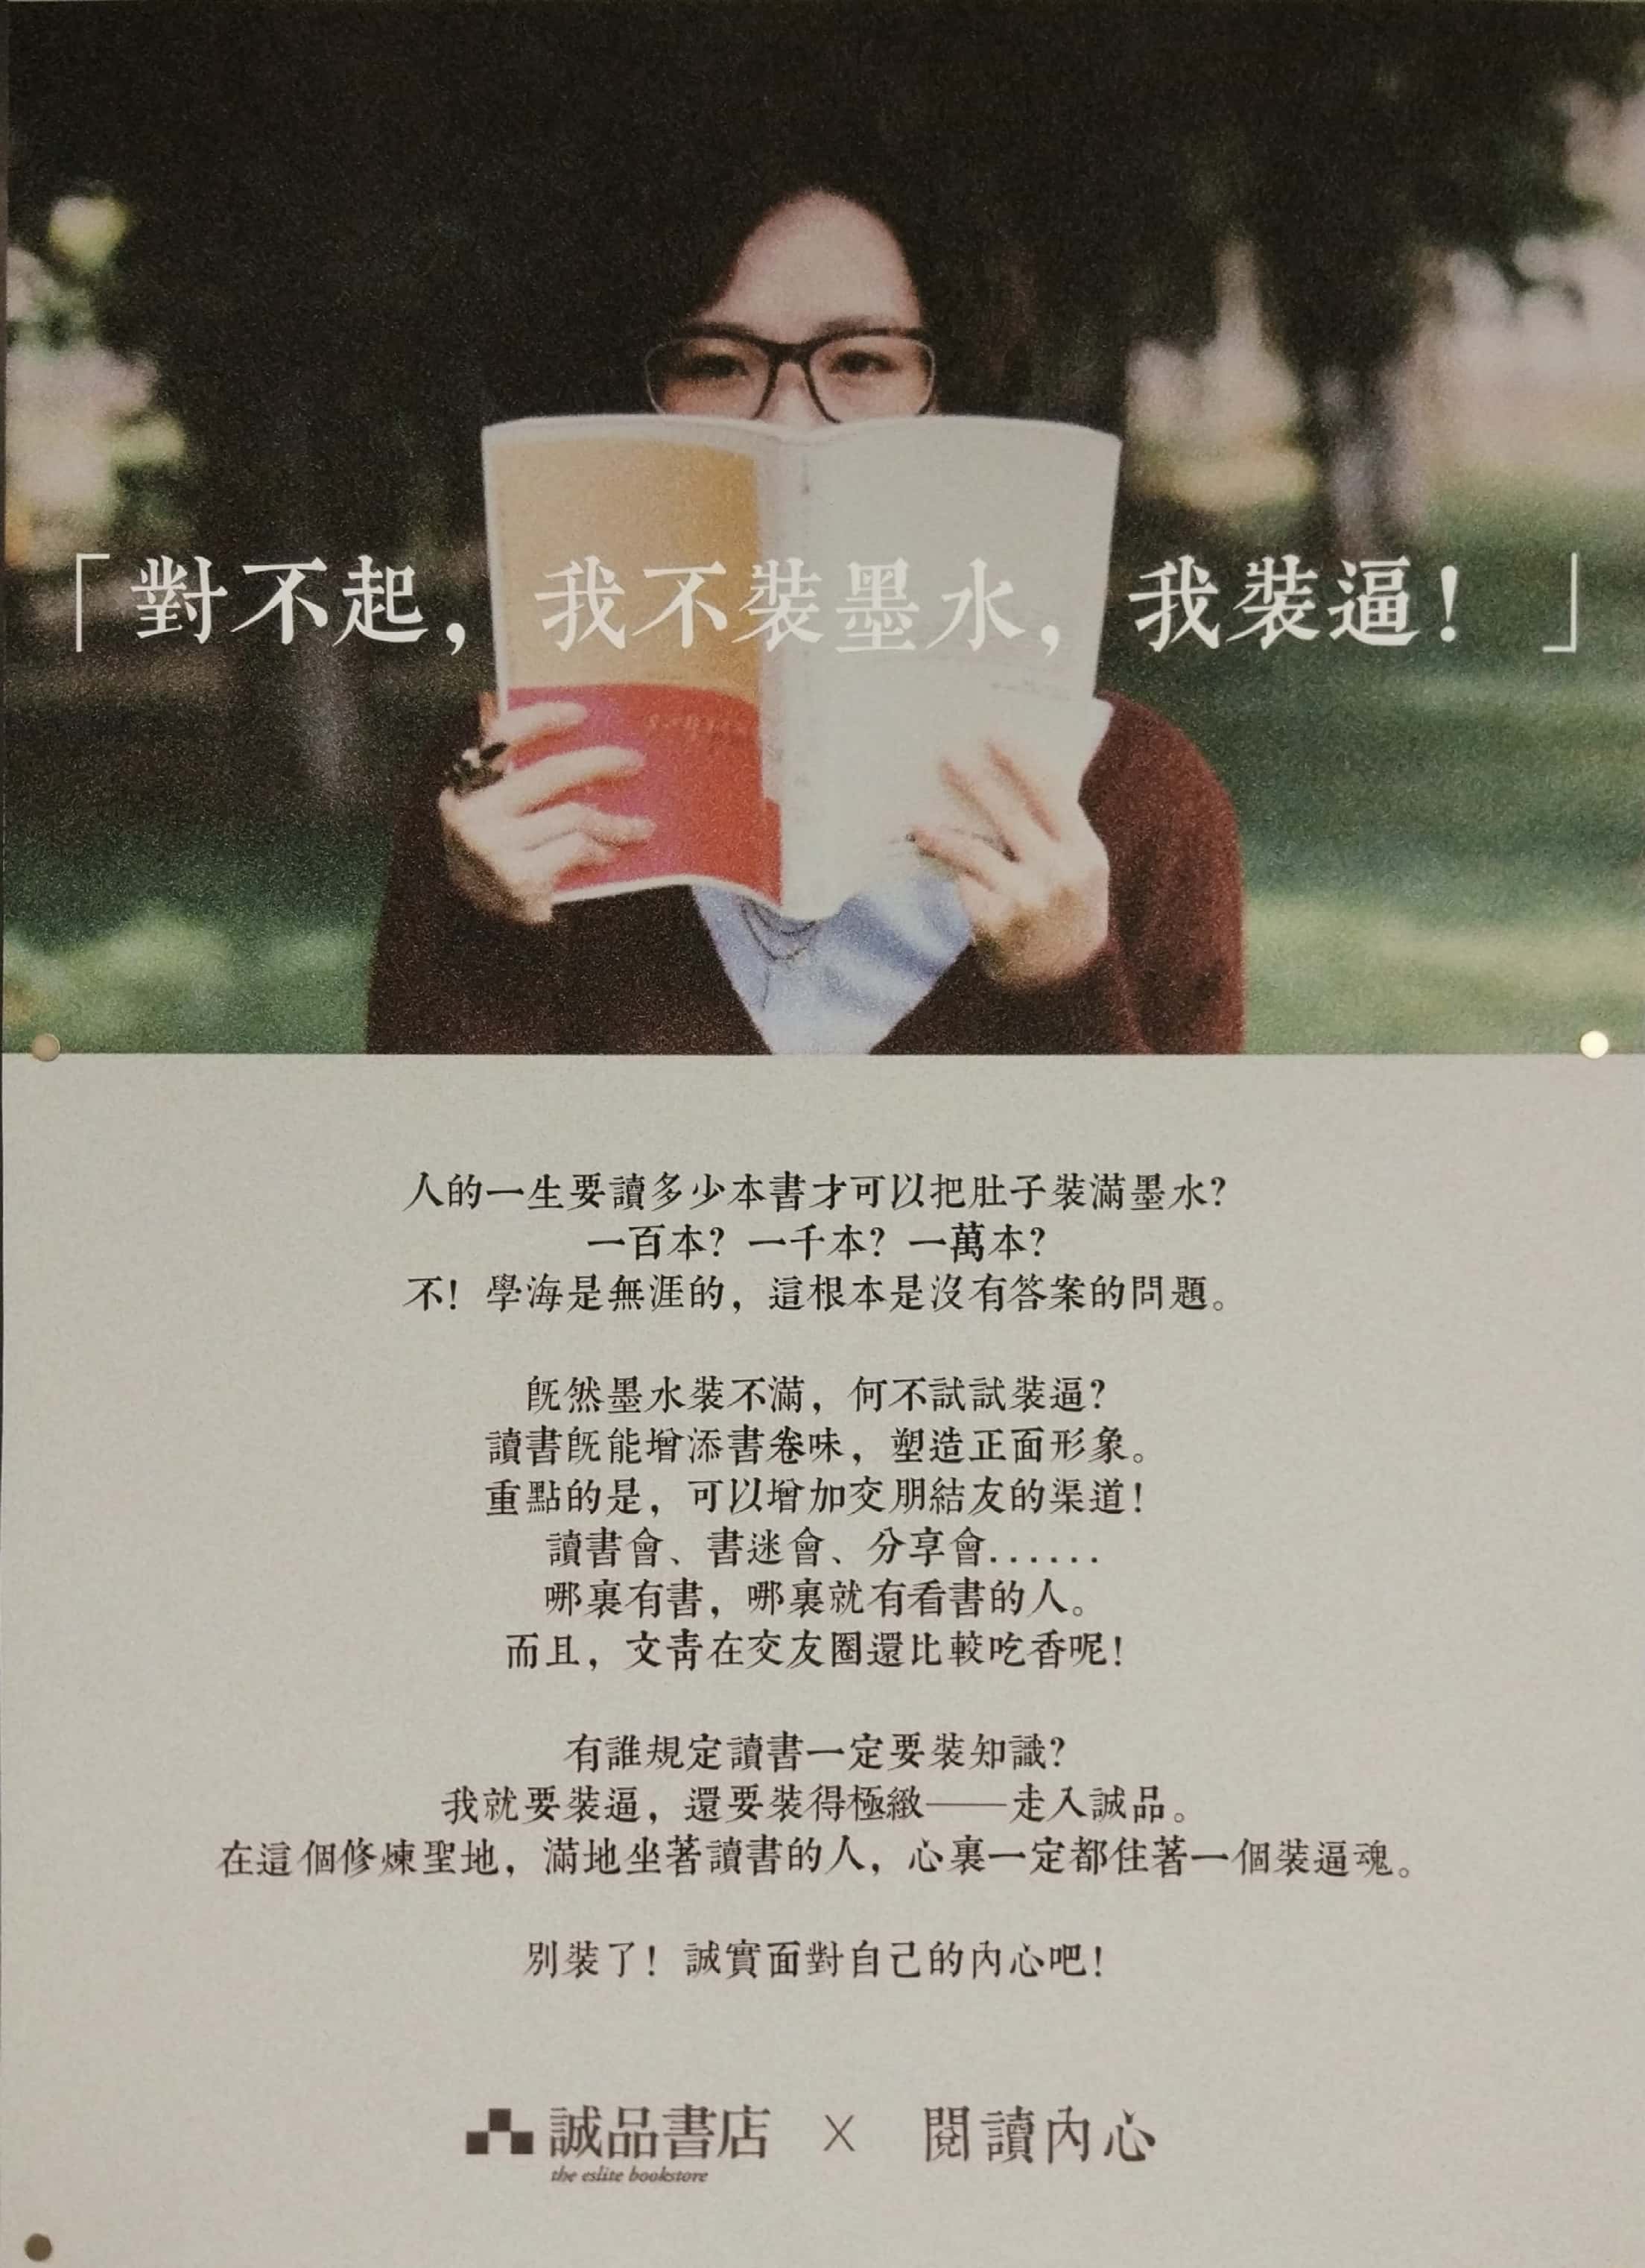 「對不起，我不裝墨水，我裝逼！」
人的一生要讀多少本書才可以把肚子裝滿墨水？
一百本？一千本？一萬本？
不！學海是無涯的，這根本是沒有答案的問題。
既然墨水裝不滿，何不試試裝逼？
讀書既能增添書卷味，塑造正面形象。
重點的是，可以增加交朋結友的渠道！
讀書會、書迷會、分享會……
哪裏有書，哪裏就有看書的人。
而且，文青在交友圈還比較吃香呢！
有誰規定讀書一定要裝知識？
我就要裝逼，還要裝得極緻——走入誠品。
在這個修煉聖地，滿地坐著讀書的人，心裏一定都住著一個裝逼魂。
別裝了！誠實面對自己的內心吧！
誠品書店 X 閱讀內心
the eslite bookstore